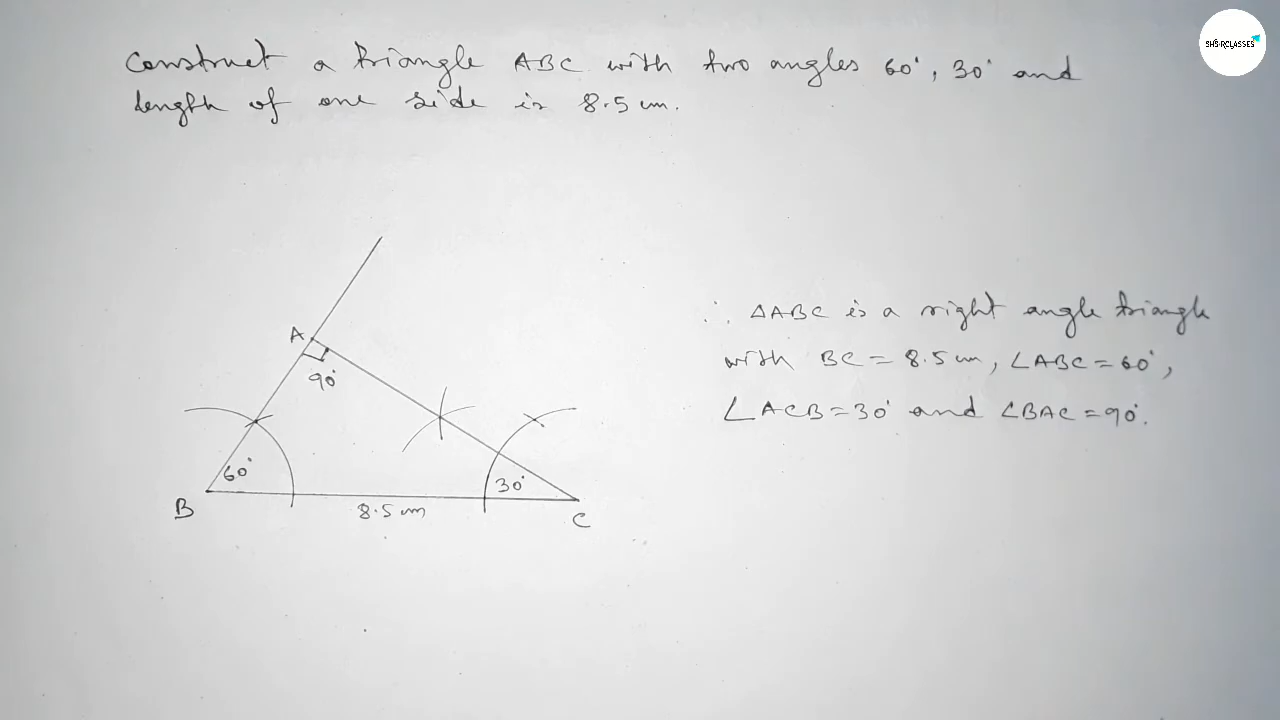 Construct a triangle ABC with two angles 60°, 30° and
length of one side is 8.5 cm.
SHSIRCLASSES
A
90°
60°
30°
B
8.5 cm
C
∴ △ABC is a right angle triangle
with BC = 8.5 cm, ∠ABC = 60°,
∠ACB = 30° and ∠BAC = 90°.